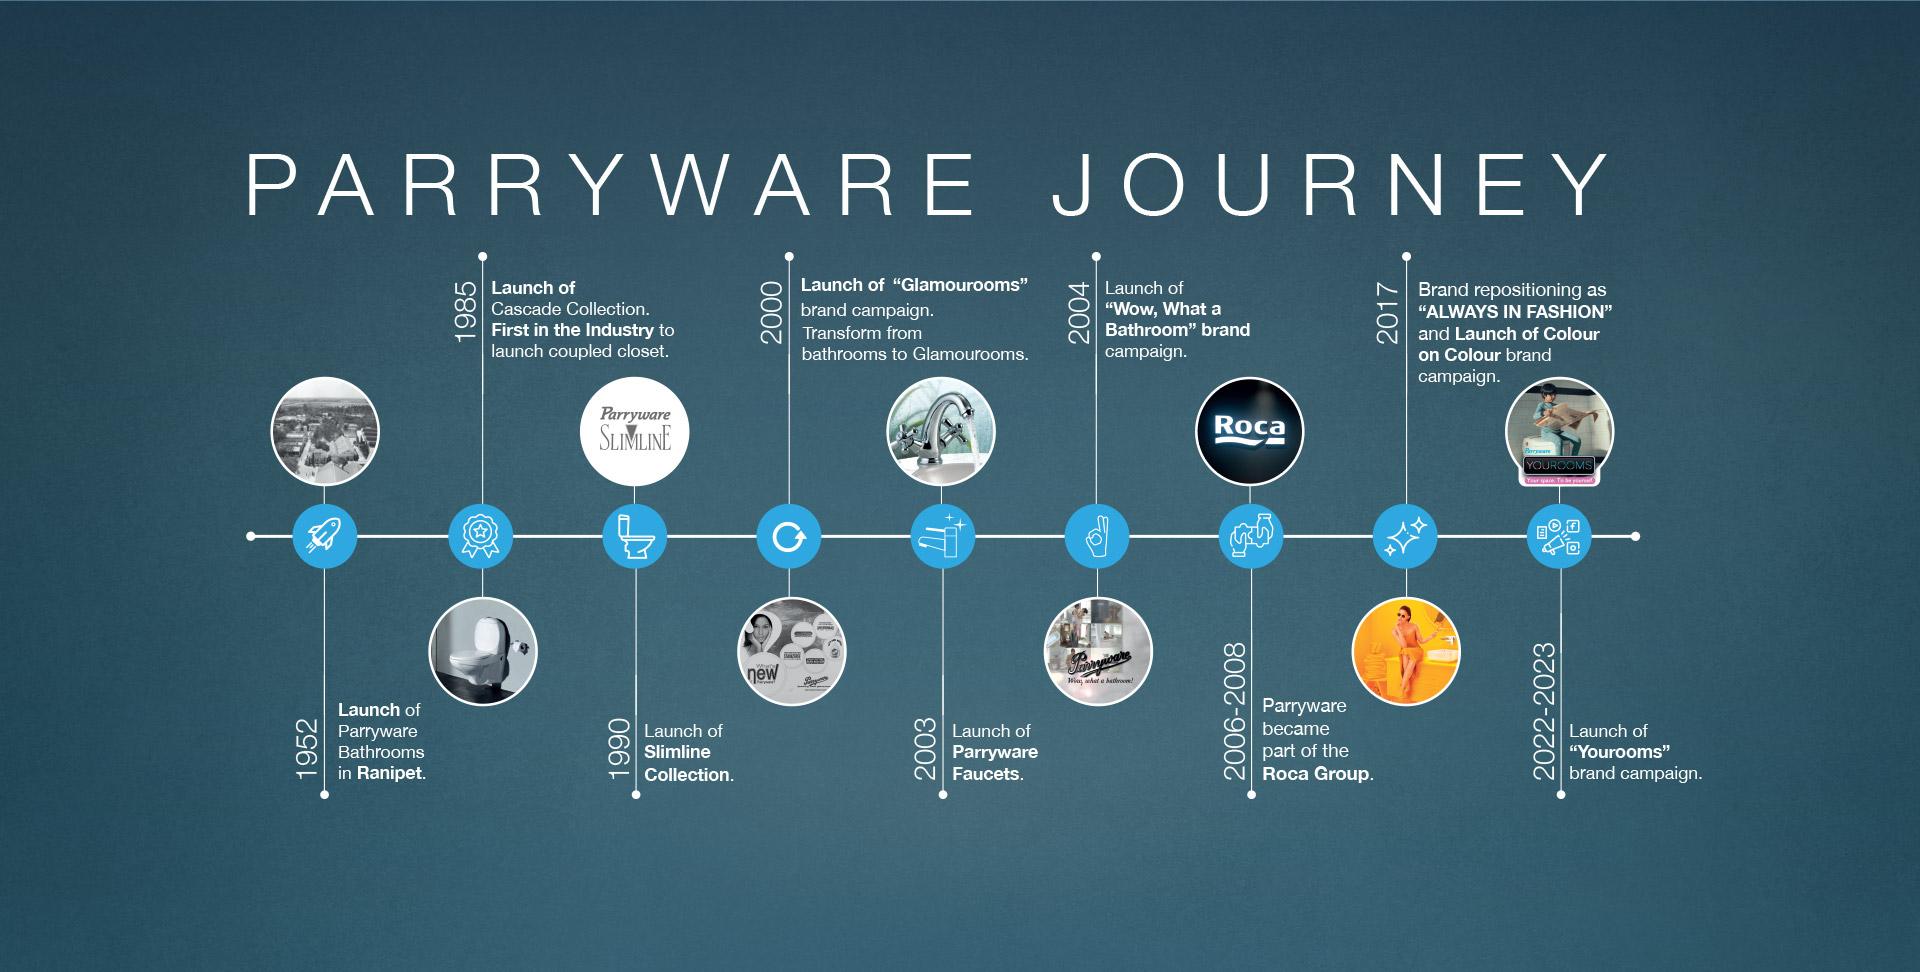 PARRYWARE JOURNEY
1985
Launch of
Cascade Collection.
First in the Industry to
launch coupled closet.
2000
Launch of “Glamourooms”
brand campaign.
Transform from
bathrooms to Glamourooms.
2004
Launch of
“Wow, What a
Bathroom” brand
campaign.
2017
Brand repositioning as
“ALWAYS IN FASHION”
and Launch of Colour
on Colour brand
campaign.
Parryware
SLIMLINE
Roca
Parryware
YOUROOMS
Your space. To be yourself.
What's
new
Parryware
Wow, what a bathroom!
1952
Launch of
Parryware
Bathrooms
in Ranipet.
1990
Launch of
Slimline
Collection.
2003
Launch of
Parryware
Faucets.
2006-2008
Parryware
became
part of the
Roca Group.
2022-2023
Launch of
“Yourooms”
brand campaign.